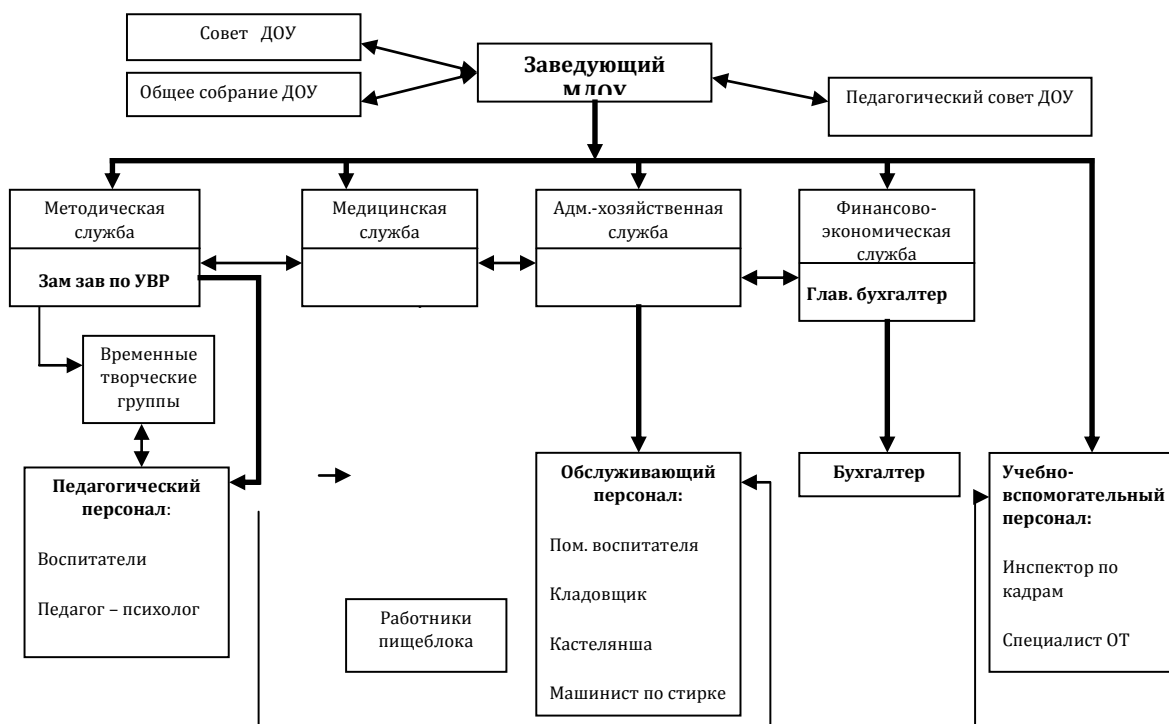 Совет ДОУ
Заведующий
МДОУ
Общее собрание ДОУ
Педагогический совет ДОУ
Методическая
служба
Зам зав по УВР
Медицинская
служба
Адм.-хозяйственная
служба
Финансово-
экономическая
служба
Глав. бухгалтер
Временные
творческие
группы
Педагогический
персонал:
Воспитатели
Педагог – психолог
Работники
пищеблока
Обслуживающий
персонал:
Пом. воспитателя
Кладовщик
Кастелянша
Машинист по стирке
Бухгалтер
Учебно-
вспомогательный
персонал:
Инспектор по
кадрам
Специалист ОТ